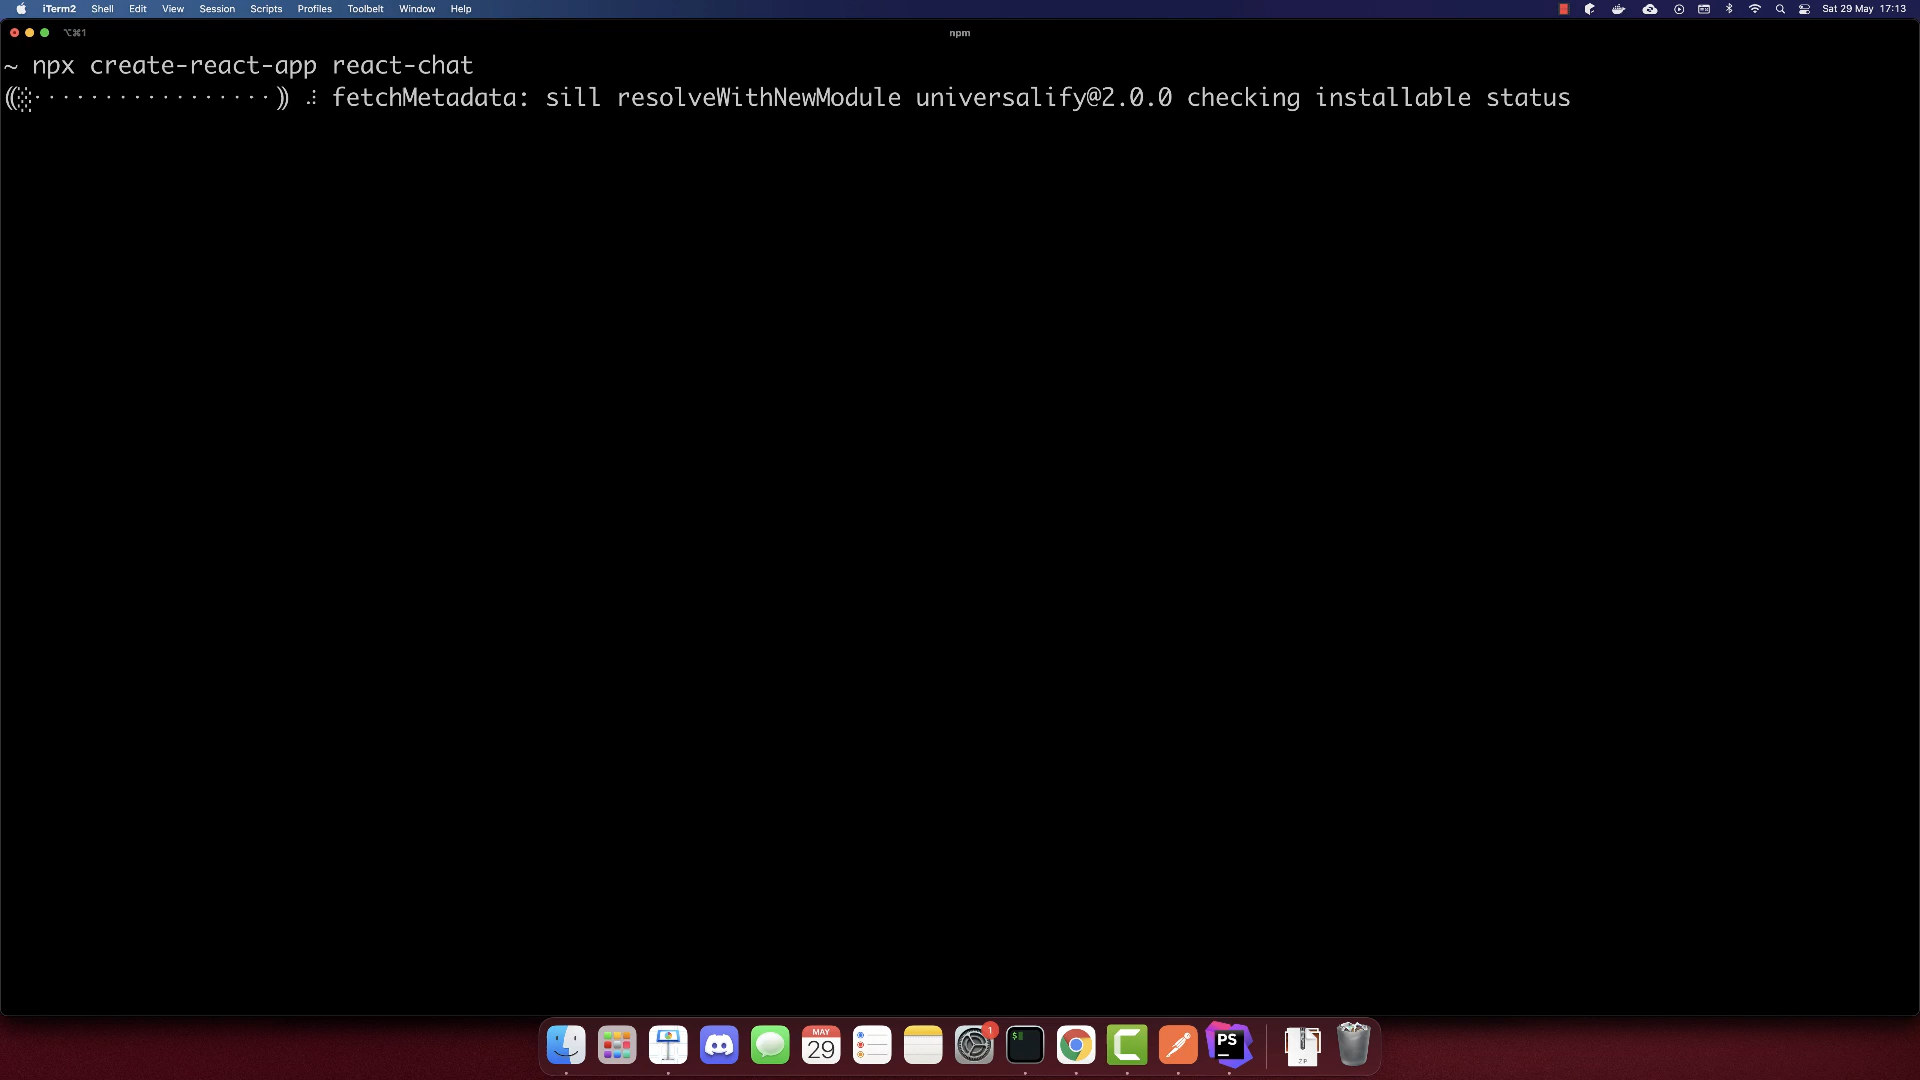 iTerm2 Shell Edit View Session Scripts Profiles Toolbelt Window Help Sat 29 May 17:13
⌥⌘1 npm
~ npx create-react-app react-chat
((░·················)) ⠼ fetchMetadata: sill resolveWithNewModule universalify@2.0.0 checking installable status
MAY
29
1
$
PS
ZIP